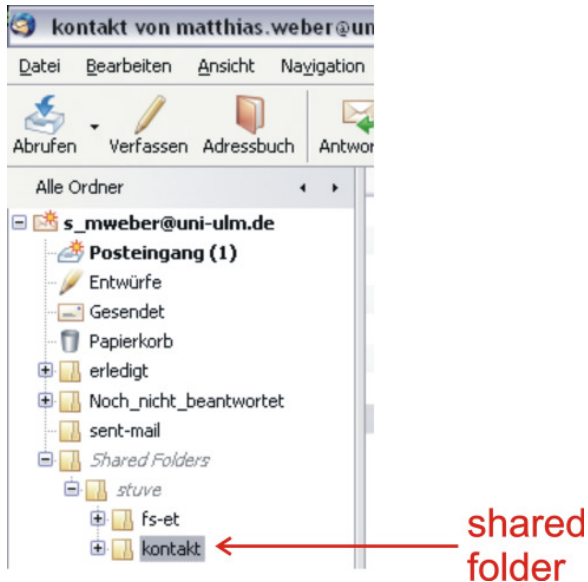 kontakt von matthias.weber@un
Datei Bearbeiten Ansicht Navigation
Abrufen Verfassen Adressbuch Antwor
Alle Ordner
s_mweber@uni-ulm.de
Posteingang (1)
Entwürfe
Gesendet
Papierkorb
erledigt
Noch_nicht_beantwortet
sent-mail
Shared Folders
stuve
fs-et
kontakt
shared
folder